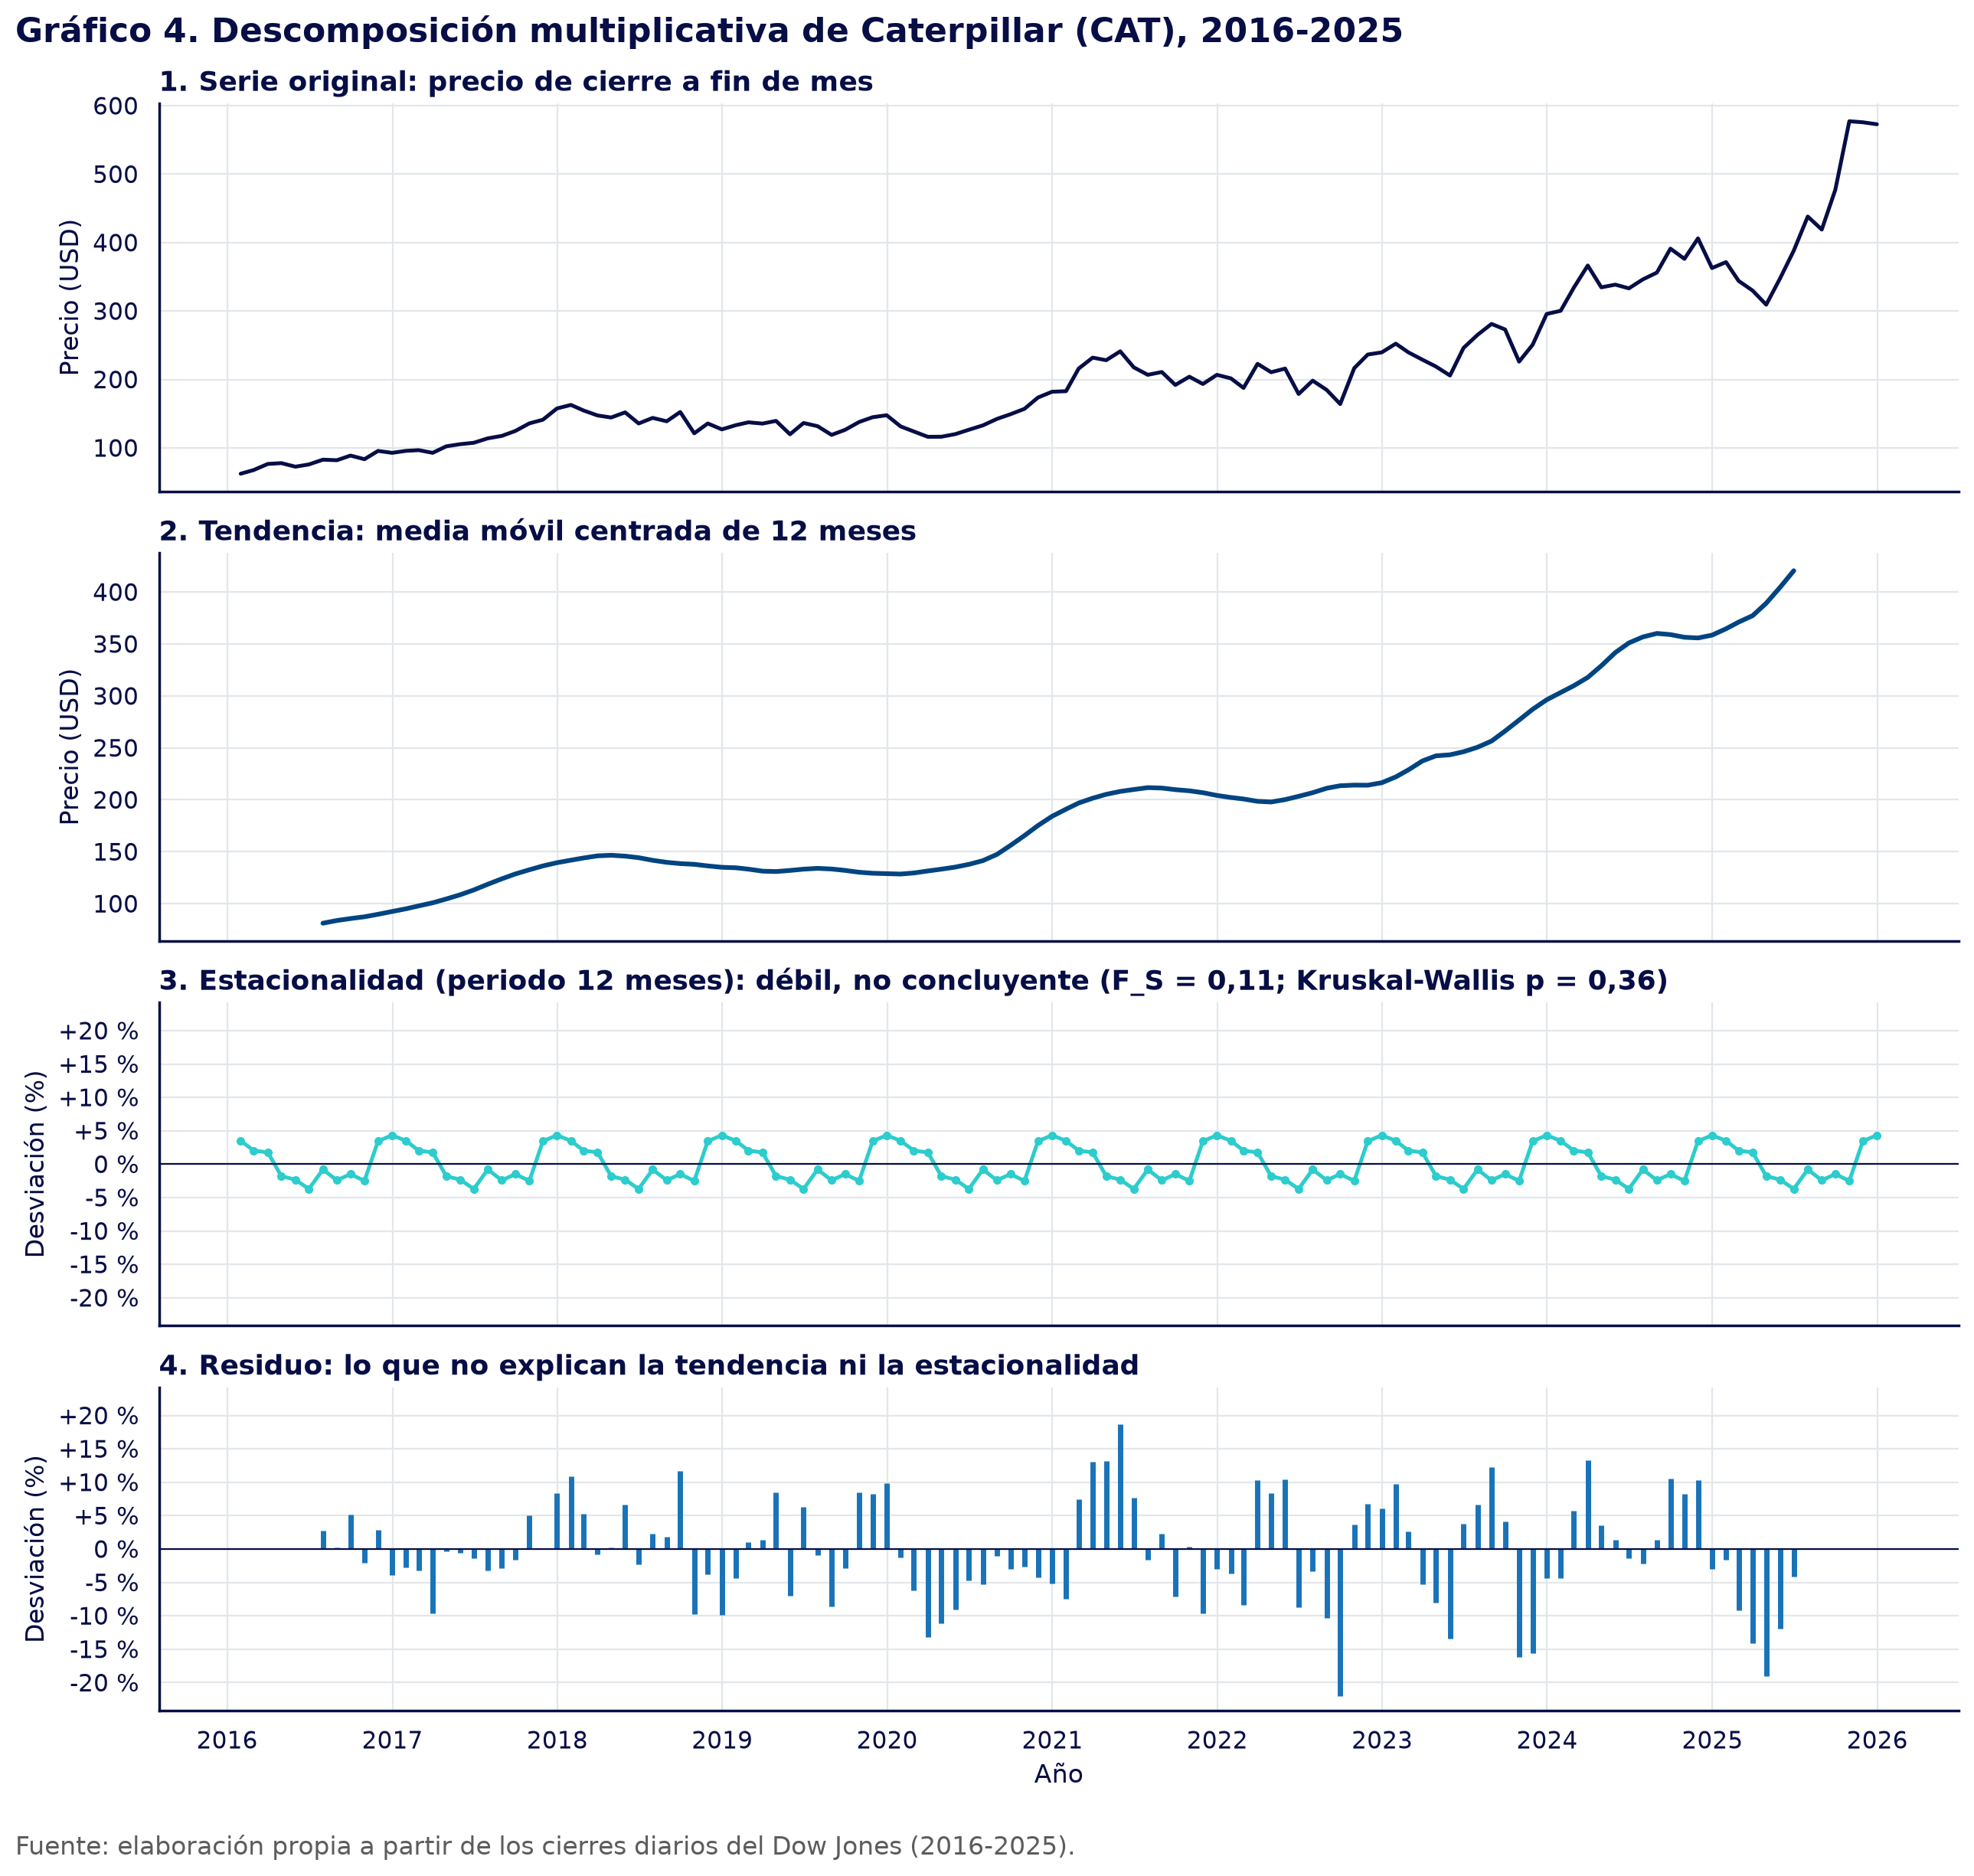 Gráfico 4. Descomposición multiplicativa de Caterpillar (CAT), 2016-2025
1. Serie original: precio de cierre a fin de mes
Precio (USD)
600
500
400
300
200
100
2. Tendencia: media móvil centrada de 12 meses
Precio (USD)
400
350
300
250
200
150
100
3. Estacionalidad (periodo 12 meses): débil, no concluyente (F_S = 0,11; Kruskal-Wallis p = 0,36)
Desviación (%)
+20 %
+15 %
+10 %
+5 %
0 %
-5 %
-10 %
-15 %
-20 %
4. Residuo: lo que no explican la tendencia ni la estacionalidad
Desviación (%)
+20 %
+15 %
+10 %
+5 %
0 %
-5 %
-10 %
-15 %
-20 %
2016 2017 2018 2019 2020 2021 2022 2023 2024 2025 2026
Año
Fuente: elaboración propia a partir de los cierres diarios del Dow Jones (2016-2025).